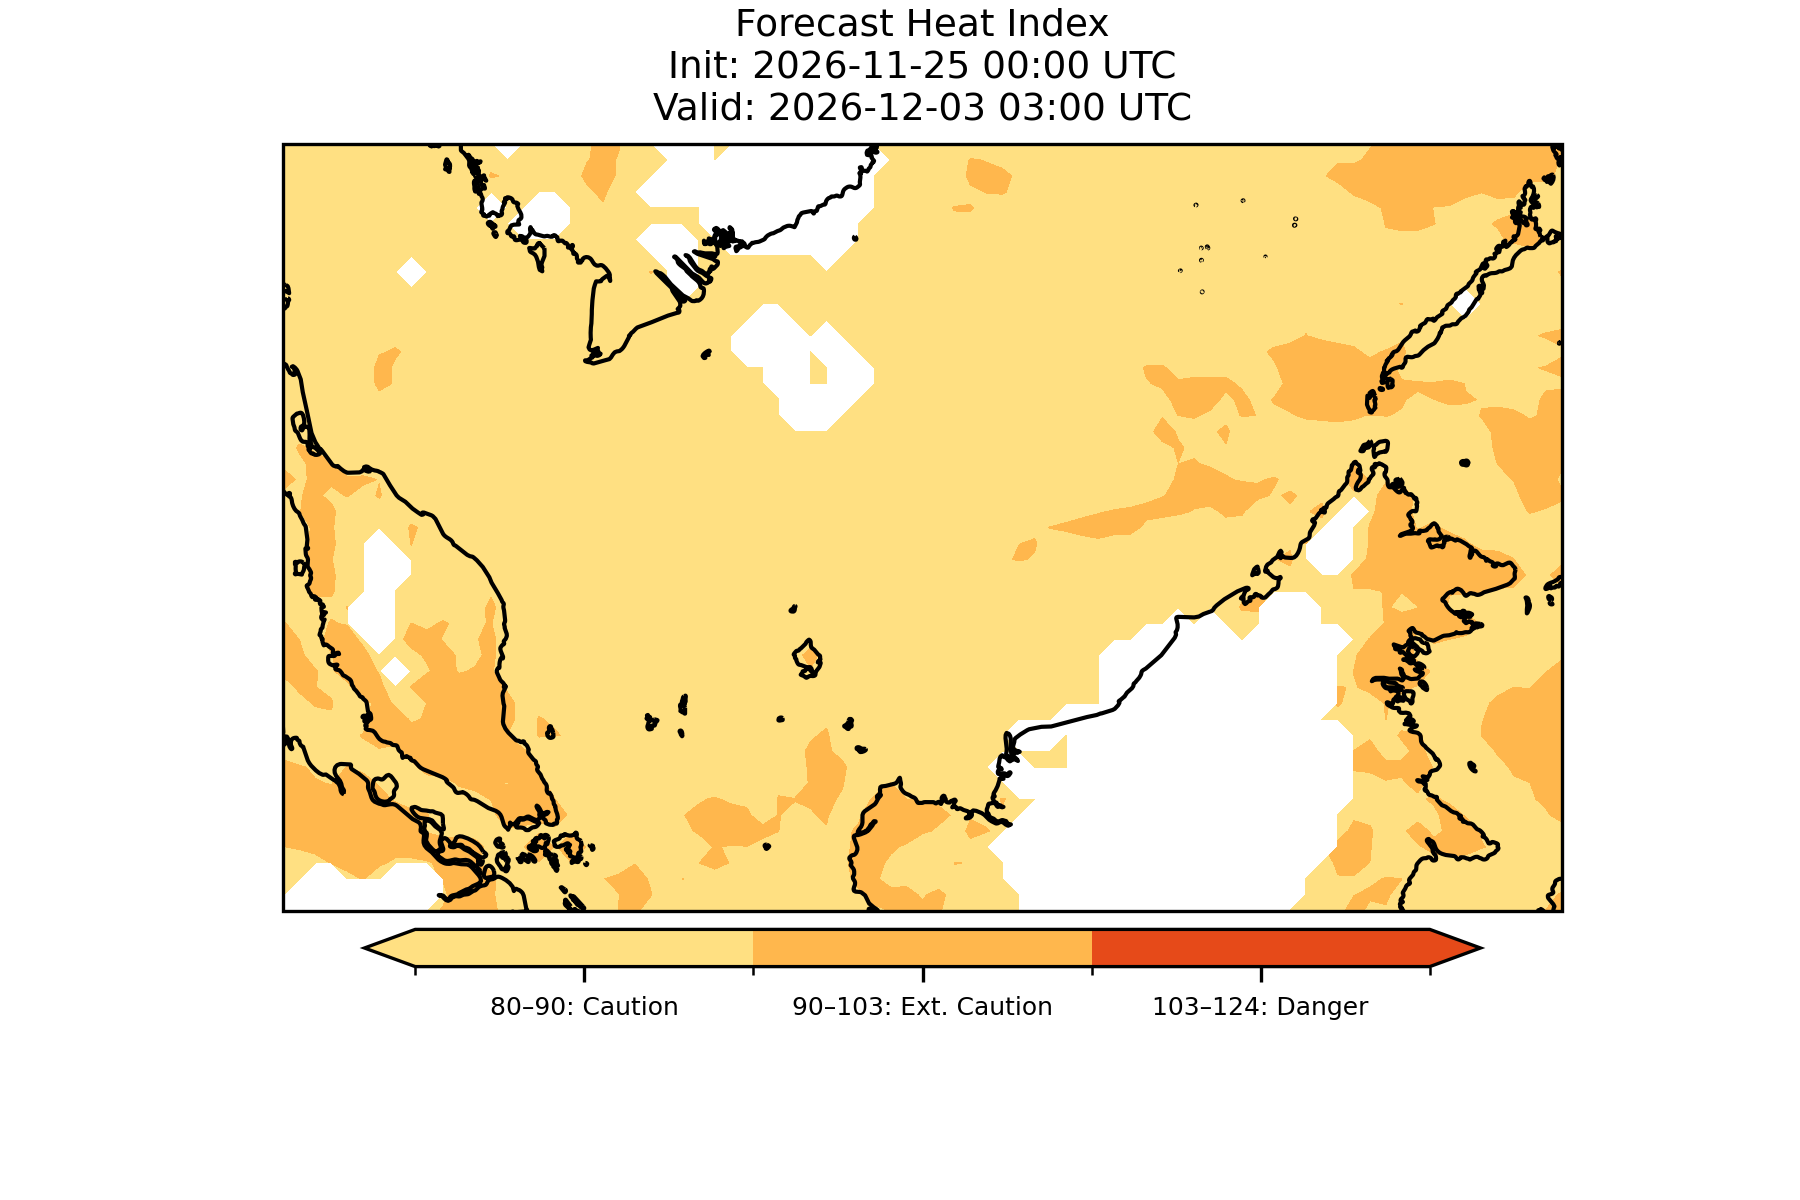 Forecast Heat Index
Init: 2026-11-25 00:00 UTC
Valid: 2026-12-03 03:00 UTC
80–90: Caution
90–103: Ext. Caution
103–124: Danger